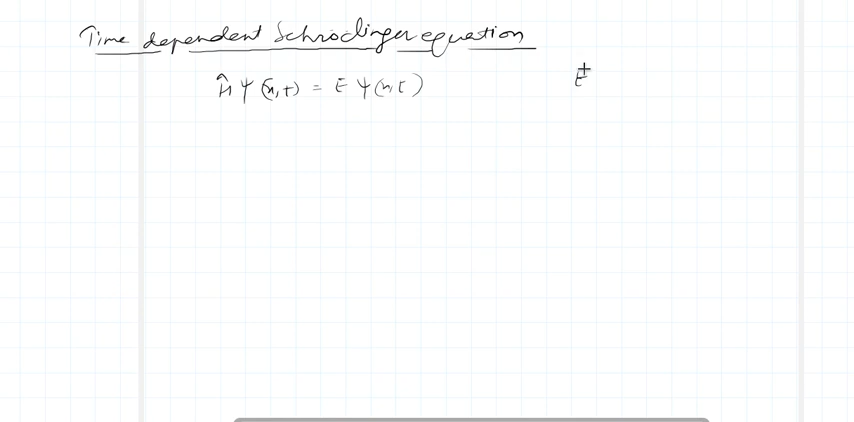 Time dependent Schrodinger equation
Ĥ ψ(x,t) = E ψ(x,t)
E